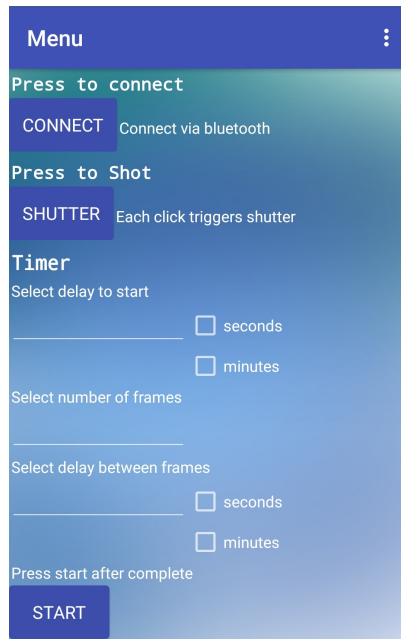 Menu
Press to connect
CONNECT Connect via bluetooth
Press to Shot
SHUTTER Each click triggers shutter
Timer
Select delay to start
seconds
minutes
Select number of frames
Select delay between frames
seconds
minutes
Press start after complete
START